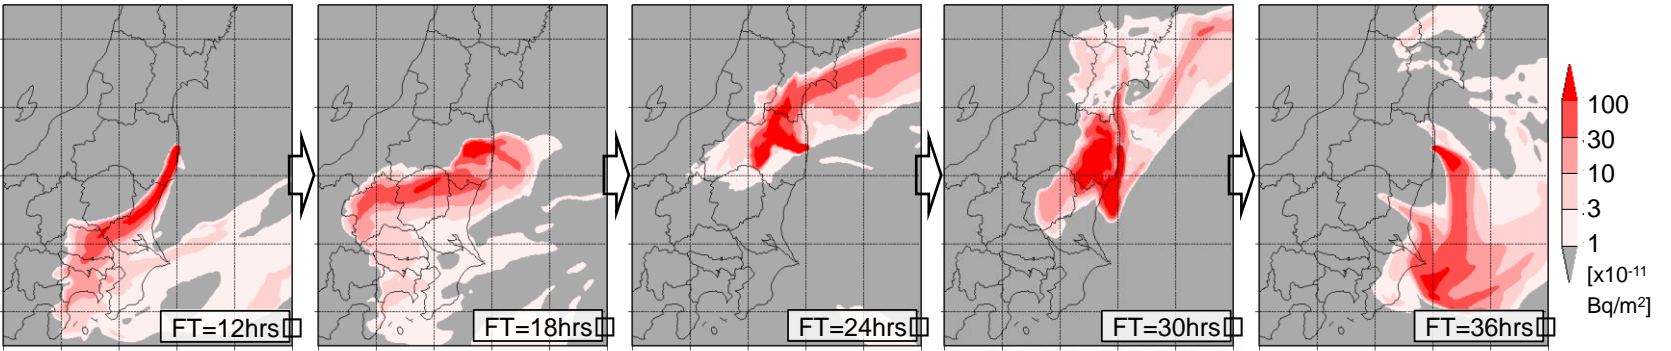 FT=12hrs
FT=18hrs
FT=24hrs
FT=30hrs
FT=36hrs
100
30
10
3
1
[x10-11
Bq/m2]